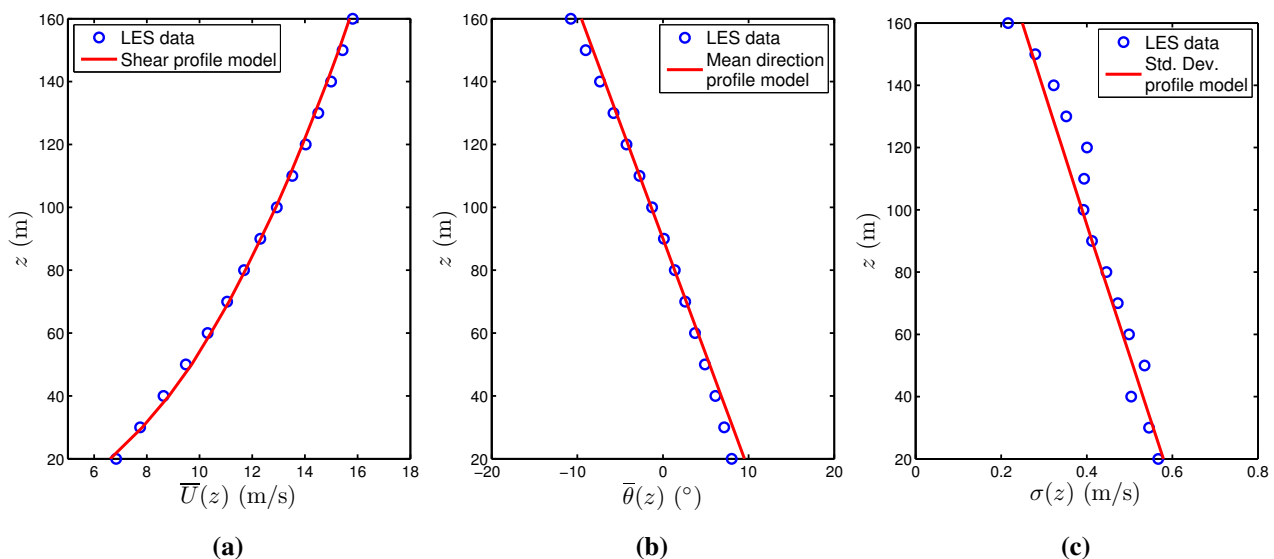 160
140
120
100
80
60
40
20
z (m)
LES data
Shear profile model
6 8 10 12 14 16 18
U̅(z) (m/s)
(a)
160
140
120
100
80
60
40
20
z (m)
LES data
Mean direction
profile model
−20 −10 0 10 20
θ̅(z) (°)
(b)
160
140
120
100
80
60
40
20
z (m)
LES data
Std. Dev.
profile model
0 0.2 0.4 0.6 0.8
σ(z) (m/s)
(c)